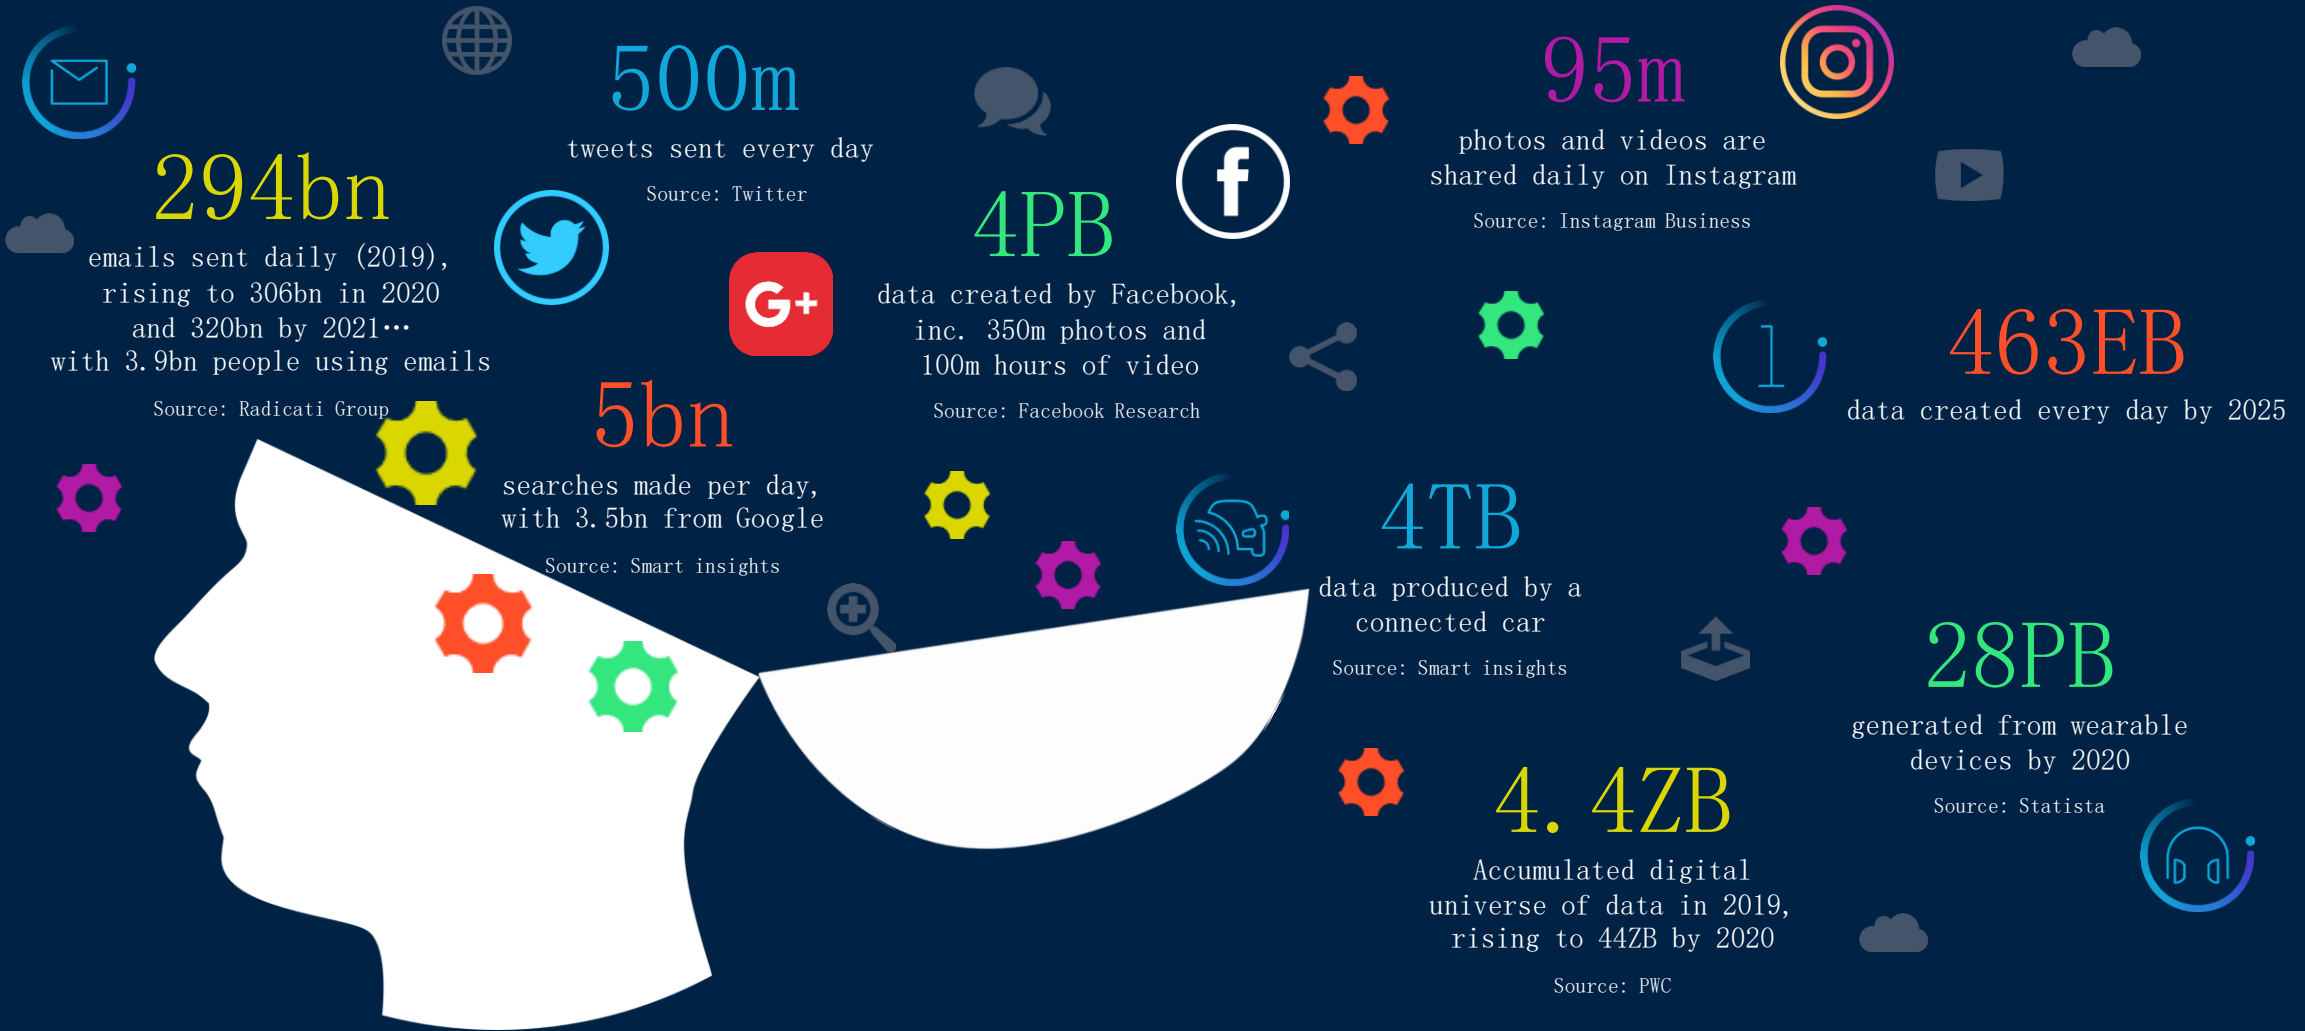 294bn
emails sent daily (2019),
rising to 306bn in 2020
and 320bn by 2021…
with 3.9bn people using emails
Source: Radicati Group
500m
tweets sent every day
Source: Twitter
G+
5bn
searches made per day,
with 3.5bn from Google
Source: Smart insights
4PB
data created by Facebook,
inc. 350m photos and
100m hours of video
Source: Facebook Research
f
95m
photos and videos are
shared daily on Instagram
Source: Instagram Business
1
463EB
data created every day by 2025
4TB
data produced by a
connected car
Source: Smart insights
28PB
generated from wearable
devices by 2020
Source: Statista
4.4ZB
Accumulated digital
universe of data in 2019,
rising to 44ZB by 2020
Source: PWC